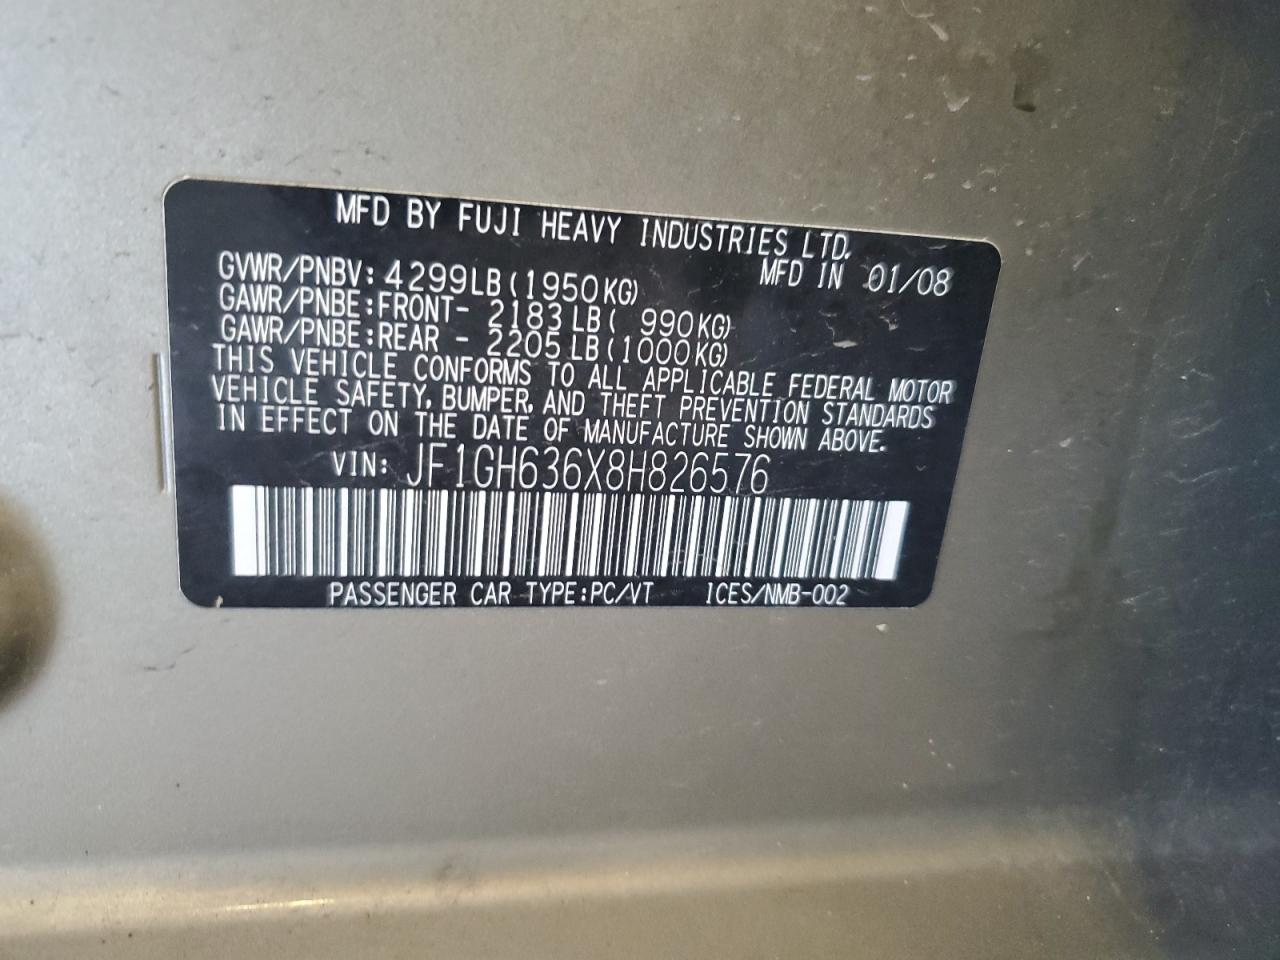 MFD BY FUJI HEAVY INDUSTRIES LTD.
MFD IN 01/08
GVWR/PNBV: 4299LB(1950KG)
GAWR/PNBE:FRONT- 2183LB( 990KG)
GAWR/PNBE:REAR - 2205LB(1000KG)
THIS VEHICLE CONFORMS TO ALL APPLICABLE FEDERAL MOTOR
VEHICLE SAFETY, BUMPER, AND THEFT PREVENTION STANDARDS
IN EFFECT ON THE DATE OF MANUFACTURE SHOWN ABOVE.
VIN: JF1GH636X8H826576
PASSENGER CAR TYPE:PC/VT ICES/NMB-002